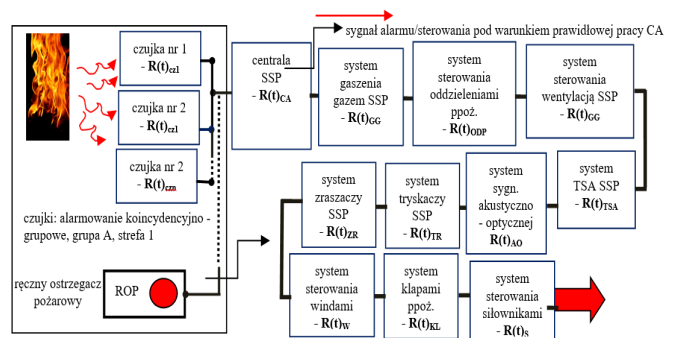 sygnał alarmu/sterowania pod warunkiem prawidłowej pracy CA
czujka nr 1
- R(t)cz1
czujka nr 2
- R(t)cz1
czujka nr 2
- R(t)czn
czujki: alarmowanie koincydencyjno -
grupowe, grupa A, strefa 1
ręczny ostrzegacz
pożarowy
ROP
centrala
SSP
- R(t)CA
system
gaszenia
gazem SSP
- R(t)GG
system
sterowania
oddzieleniami
ppoż.
- R(t)ODP
system
sterowania
wentylacją SSP
- R(t)GG
system
zraszaczy
SSP
- R(t)ZR
system
tryskaczy
SSP
- R(t)TR
system
sygn.
akustyczno
- optycznej
R(t)AO
system
TSA SSP
- R(t)TSA
system
sterowania
windami
- R(t)W
system
klapami
ppoż.
- R(t)KL
system
sterowania
siłownikami
- R(t)S